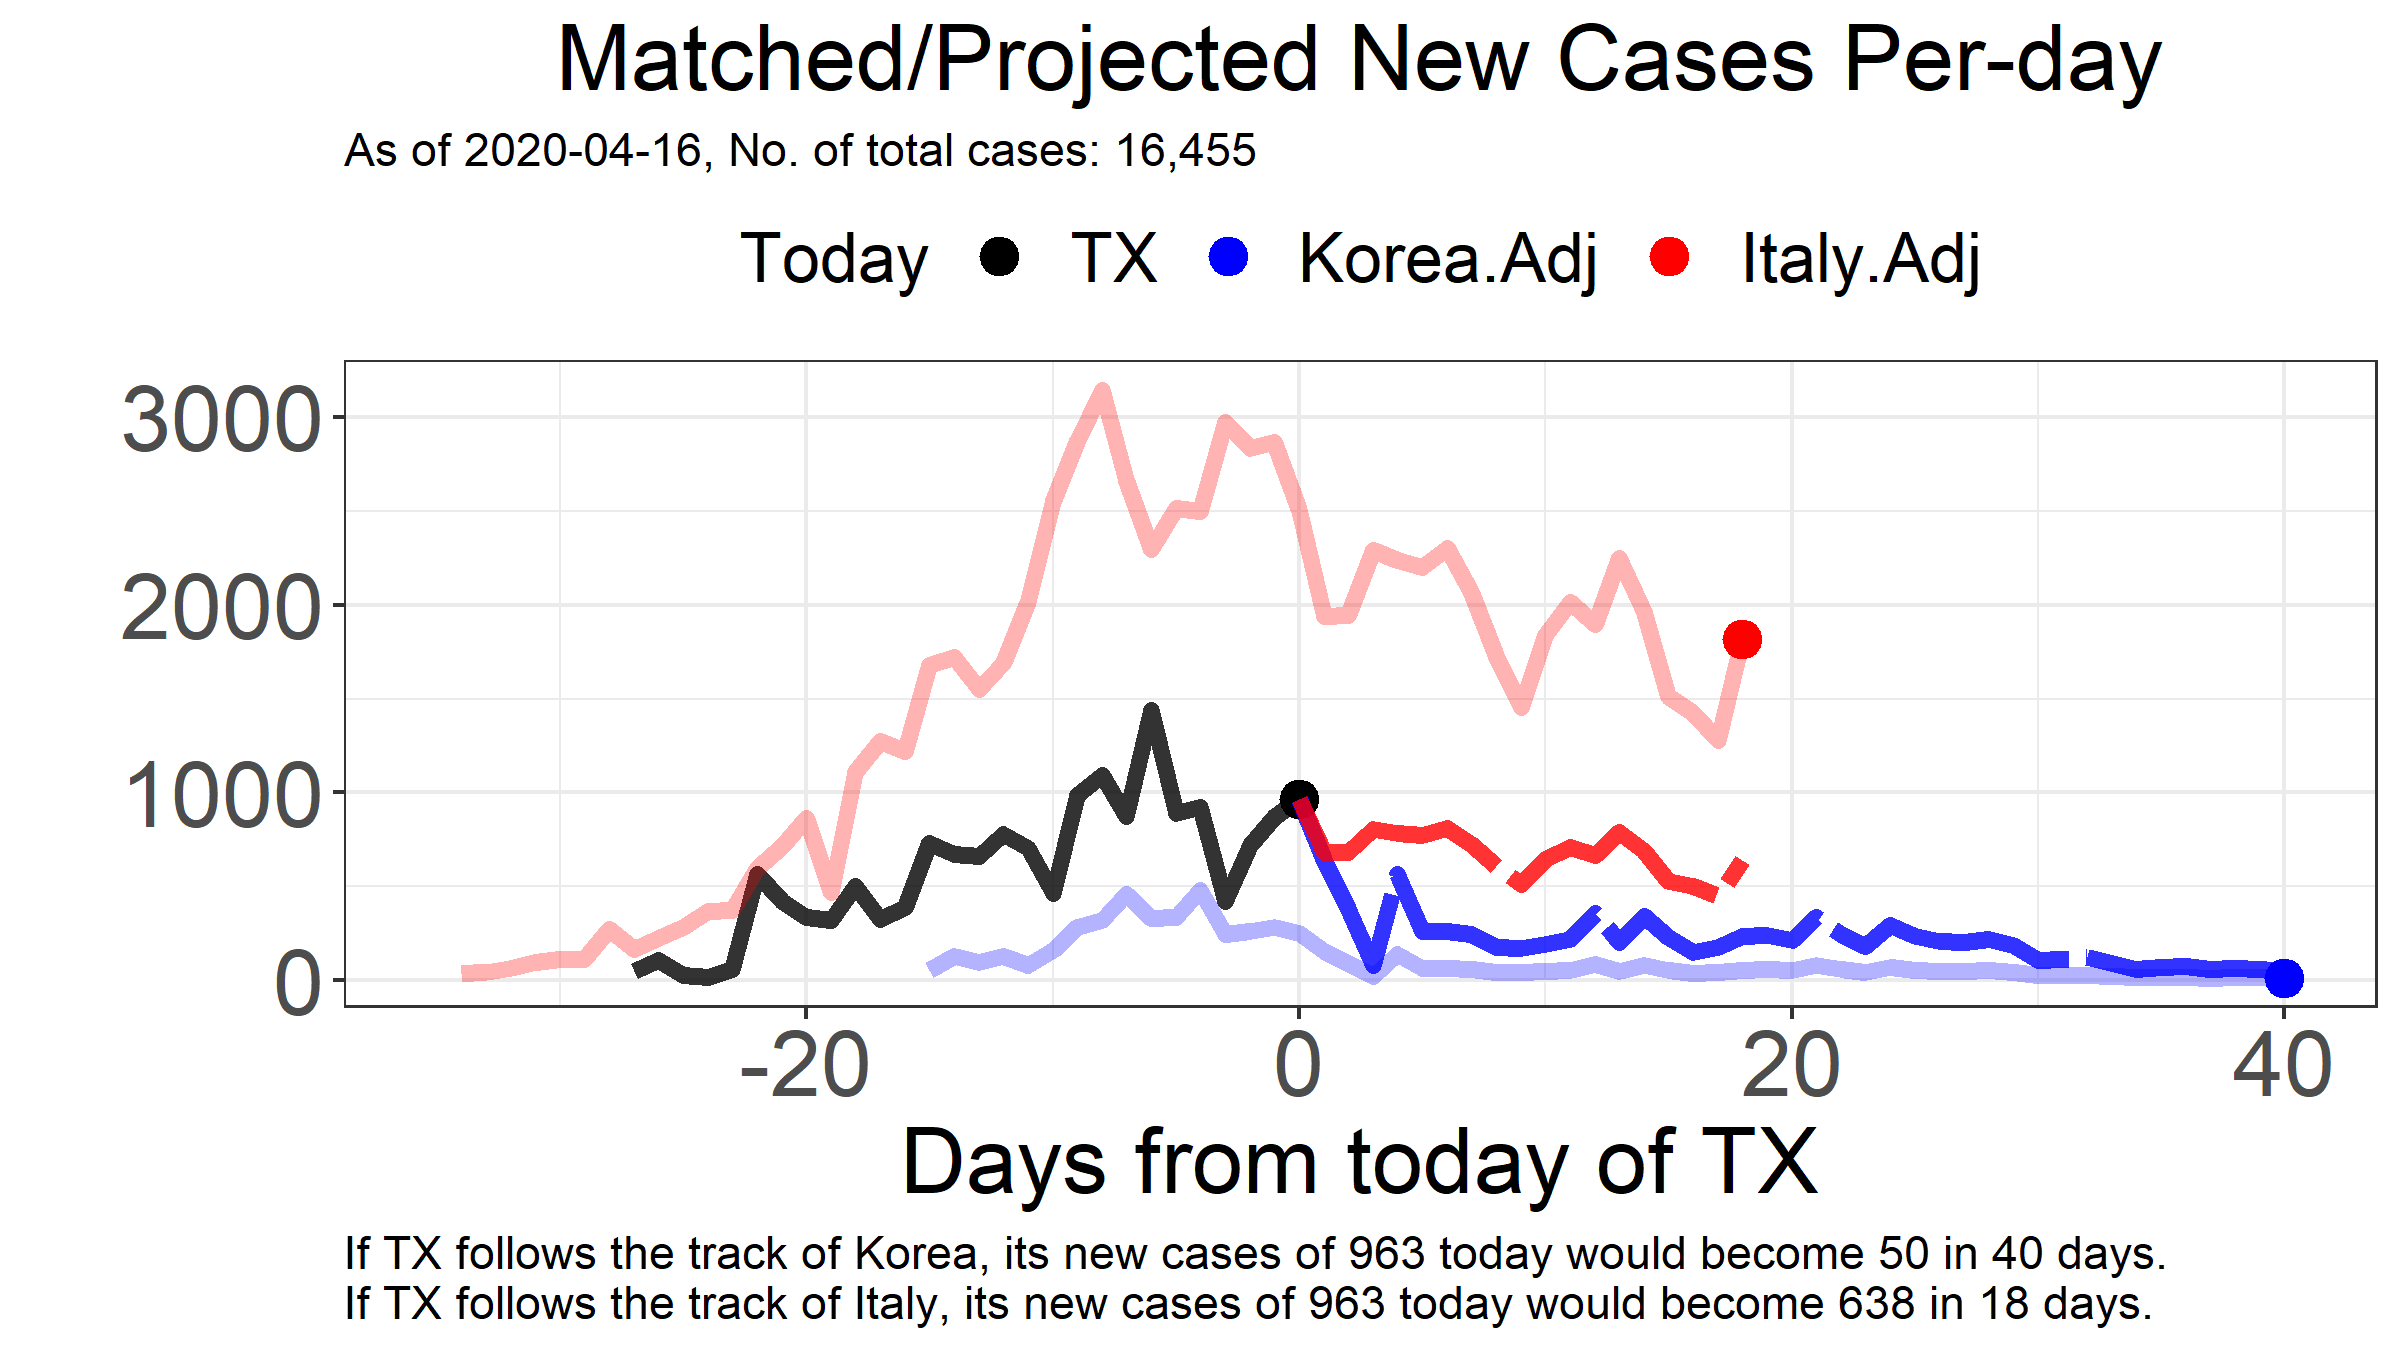 Matched/Projected New Cases Per-day
As of 2020-04-16, No. of total cases: 16,455
Today TX Korea.Adj Italy.Adj
3000
2000
1000
0
-20 0 20 40
Days from today of TX
If TX follows the track of Korea, its new cases of 963 today would become 50 in 40 days.
If TX follows the track of Italy, its new cases of 963 today would become 638 in 18 days.